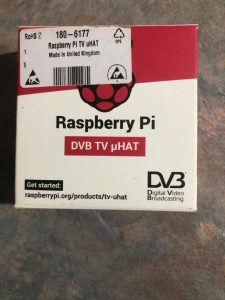 RoHS
180-6177
Raspberry Pi TV µHAT
Made in United Kingdom
Raspberry Pi
DVB TV µHAT
Get started:
raspberrypi.org/products/tv-uhat
DVB
Digital Video
Broadcasting